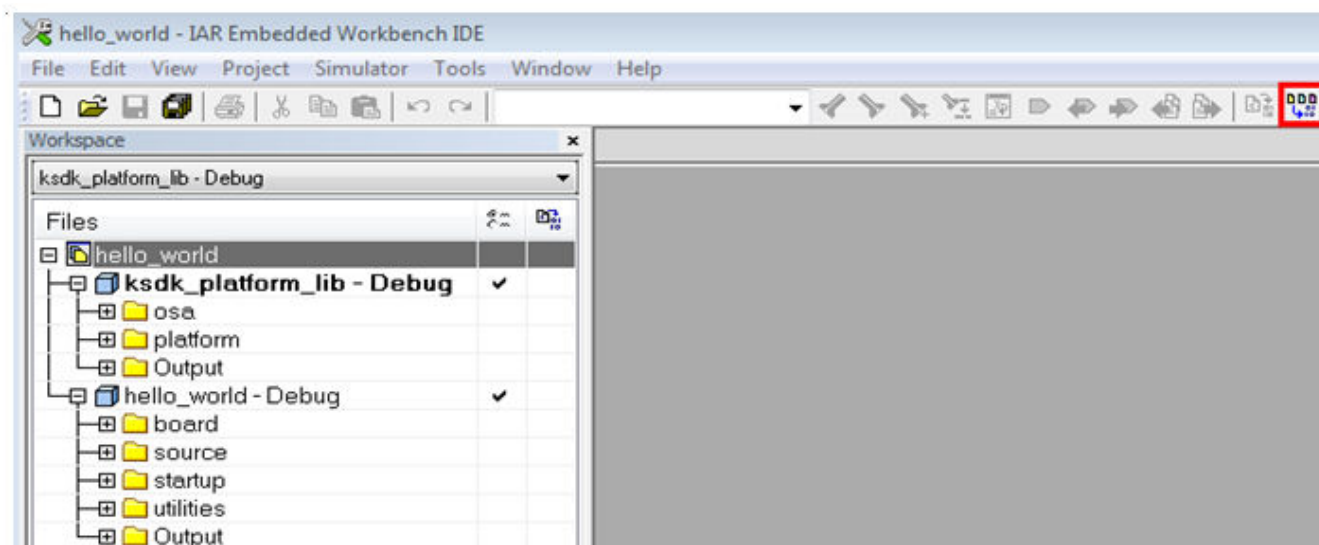 hello_world - IAR Embedded Workbench IDE
File Edit View Project Simulator Tools Window Help
Workspace
ksdk_platform_lib - Debug
Files
hello_world
ksdk_platform_lib - Debug
osa
platform
Output
hello_world - Debug
board
source
startup
utilities
Output